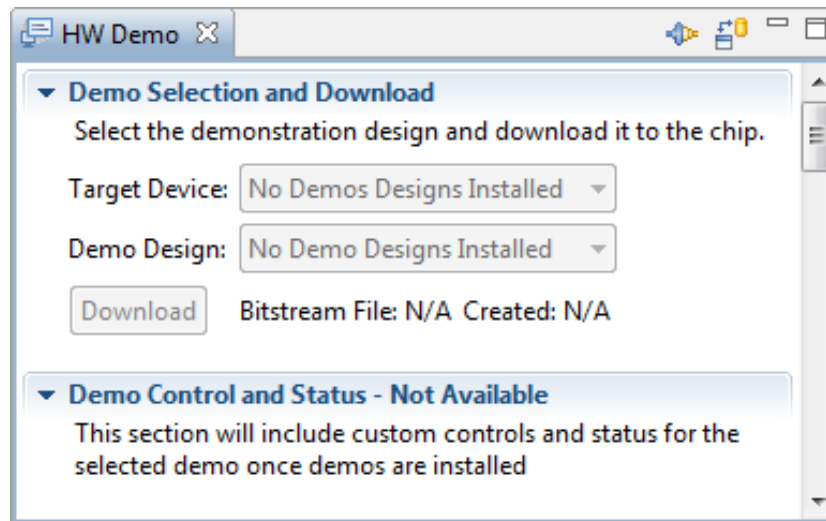 HW Demo
Demo Selection and Download
Select the demonstration design and download it to the chip.
Target Device: No Demos Designs Installed
Demo Design: No Demo Designs Installed
Download Bitstream File: N/A Created: N/A
Demo Control and Status - Not Available
This section will include custom controls and status for the
selected demo once demos are installed